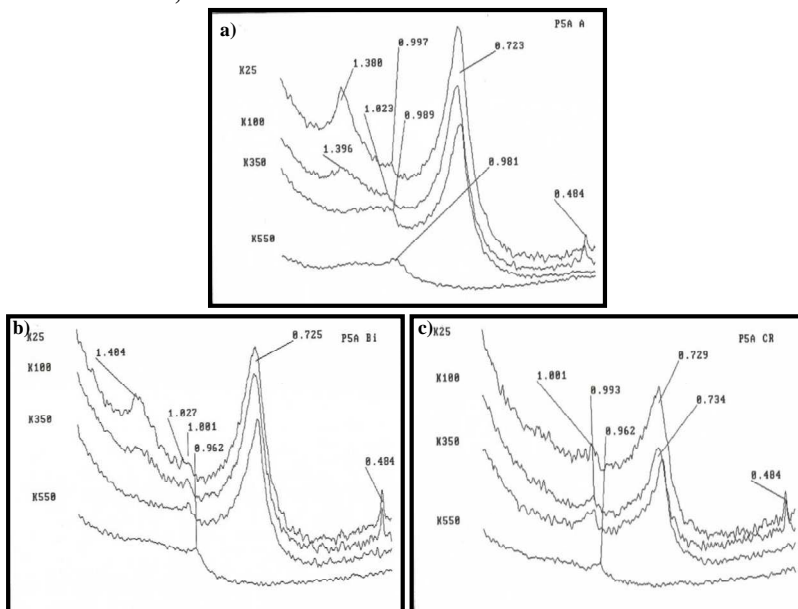 a)
P5A A
0.997
0.723
K25
1.380
1.023
0.989
K100
1.396
K350
0.981
0.484
K550
b)
K25
0.725
P5A Bi
1.404
K100
1.027
1.001
K350
0.962
0.484
K550
c)
K25
P5A CR
0.729
1.001
K100
0.993
0.734
0.962
K350
0.484
K550